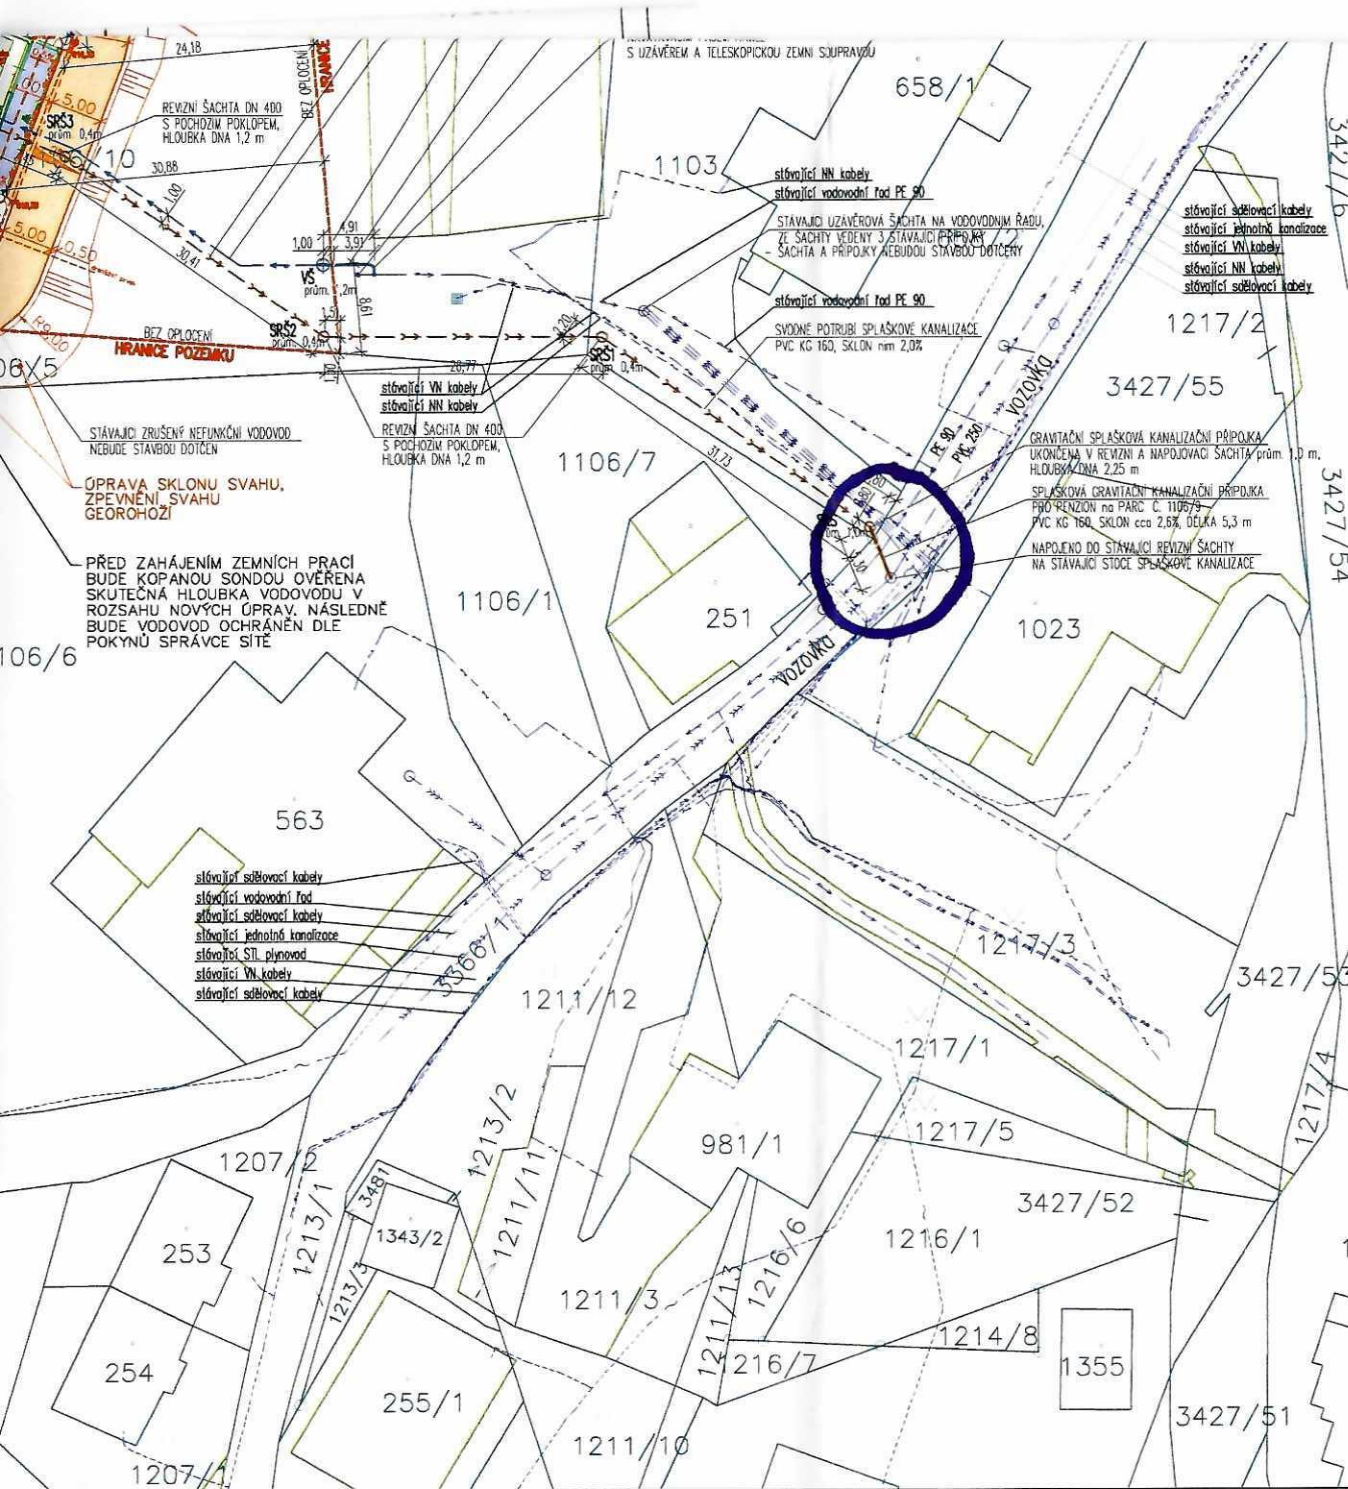 S UZÁVĚREM A TELESKOPICKOU ZEMNÍ SOUPRAVOU
24,18
HRANICE
BEZ OPLOCENÍ
658/1
3427/6
5,00
REVIZNÍ ŠACHTA DN 400
S POCHOZÍM POKLOPEM,
HLOUBKA DNA 1,2 m
SRŠ3
prům. 0,4m
/10
30,88
1103
stávající NN kabely
stávající vodovodní řad PE 90
STÁVAJÍCÍ UZÁVĚROVÁ ŠACHTA NA VODOVODNÍM ŘADU,
ZE ŠACHTY VEDENY 3 STÁVAJÍCÍ PŘÍPOJKY
- ŠACHTA A PŘÍPOJKY NEBUDOU STAVBOU DOTČENY
stávající sdělovací kabely
stávající jednotná kanalizace
stávající VN kabely
stávající NN kabely
stávající sdělovací kabely
1,00
5,00
0,50
30,41
4,91
1,00
3,91
VŠ
8,61
stávající vodovodní řad PE 90
SVODNÉ POTRUBÍ SPLAŠKOVÉ KANALIZACE
PVC KG 160, SKLON min 2,0%
1217/2
R9,00
BEZ OPLOCENÍ
HRANICE POZEMKU
SRŠ2
prům. 0,4m
2,20
SRŠ1
prům. 0,4m
28,77
06/5
VOZOVKA
3427/55
stávající VN kabely
stávající NN kabely
STÁVAJÍCÍ ZRUŠENÝ NEFUNKČNÍ VODOVOD
NEBUDE STAVBOU DOTČEN
REVIZNÍ ŠACHTA DN 400
S POCHOZÍM POKLOPEM,
HLOUBKA DNA 1,2 m
1106/7
31,73
PE 90
PVC 250
GRAVITAČNÍ SPLAŠKOVÁ KANALIZAČNÍ PŘÍPOJKA
UKONČENA V REVIZNÍ A NAPOJOVACÍ ŠACHTA prům. 1,0 m,
HLOUBKA DNA 2,25 m
ÚPRAVA SKLONU SVAHU,
ZPEVNĚNÍ SVAHU
GEOROHOŽÍ
SPLAŠKOVÁ GRAVITAČNÍ KANALIZAČNÍ PŘÍPOJKA
PRO PENZION na PARC Č. 1106/9
PVC KG 160, SKLON cca 2,6%, DÉLKA 5,3 m
3427/54
NAPOJENO DO STÁVAJÍCÍ REVIZNÍ ŠACHTY
NA STÁVAJÍCÍ STOCE SPLAŠKOVÉ KANALIZACE
PŘED ZAHÁJENÍM ZEMNÍCH PRACÍ
BUDE KOPANOU SONDOU OVĚŘENA
SKUTEČNÁ HLOUBKA VODOVODU V
ROZSAHU NOVÝCH ÚPRAV, NÁSLEDNĚ
BUDE VODOVOD OCHRÁNĚN DLE
POKYNŮ SPRÁVCE SÍTĚ
1106/1
251
1023
106/6
VOZOVKA
563
stávající sdělovací kabely
stávající vodovodní řad
stávající sdělovací kabely
stávající jednotná kanalizace
stávající STL plynovod
stávající VN kabely
stávající sdělovací kabely
3366/1
1217/3
3427/53
1211/12
1217/1
1217/4
1213/2
981/1
1217/5
1207/2
3481
1211/11
3427/52
1213/1
1343/2
253
1216/6
1216/1
1213/3
1211/3
1211/13
1214/8
254
1216/7
1355
255/1
3427/51
1211/10
1207/1